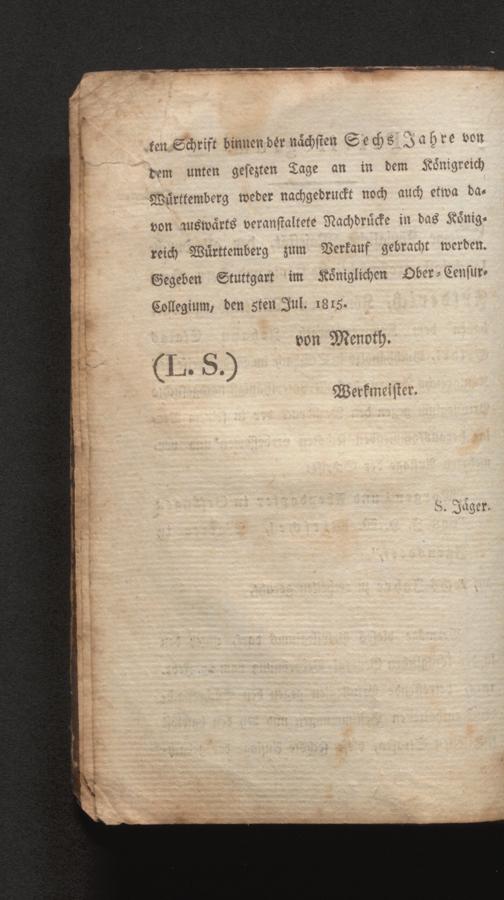 ten Schrift binnen der nächsten Sechs Jahre von
dem unten gesezten Tage an in dem Königreich
Württemberg weder nachgedruckt noch auch etwa da-
von auswärts veranstaltete Nachdrücke in das König-
reich Württemberg zum Verkauf gebracht werden.
Gegeben Stuttgart im Königlichen Ober-Censur-
Collegium, den 5ten Jul. 1815.
von Menoth.
(L. S.)
Werkmeister.
S. Jäger.